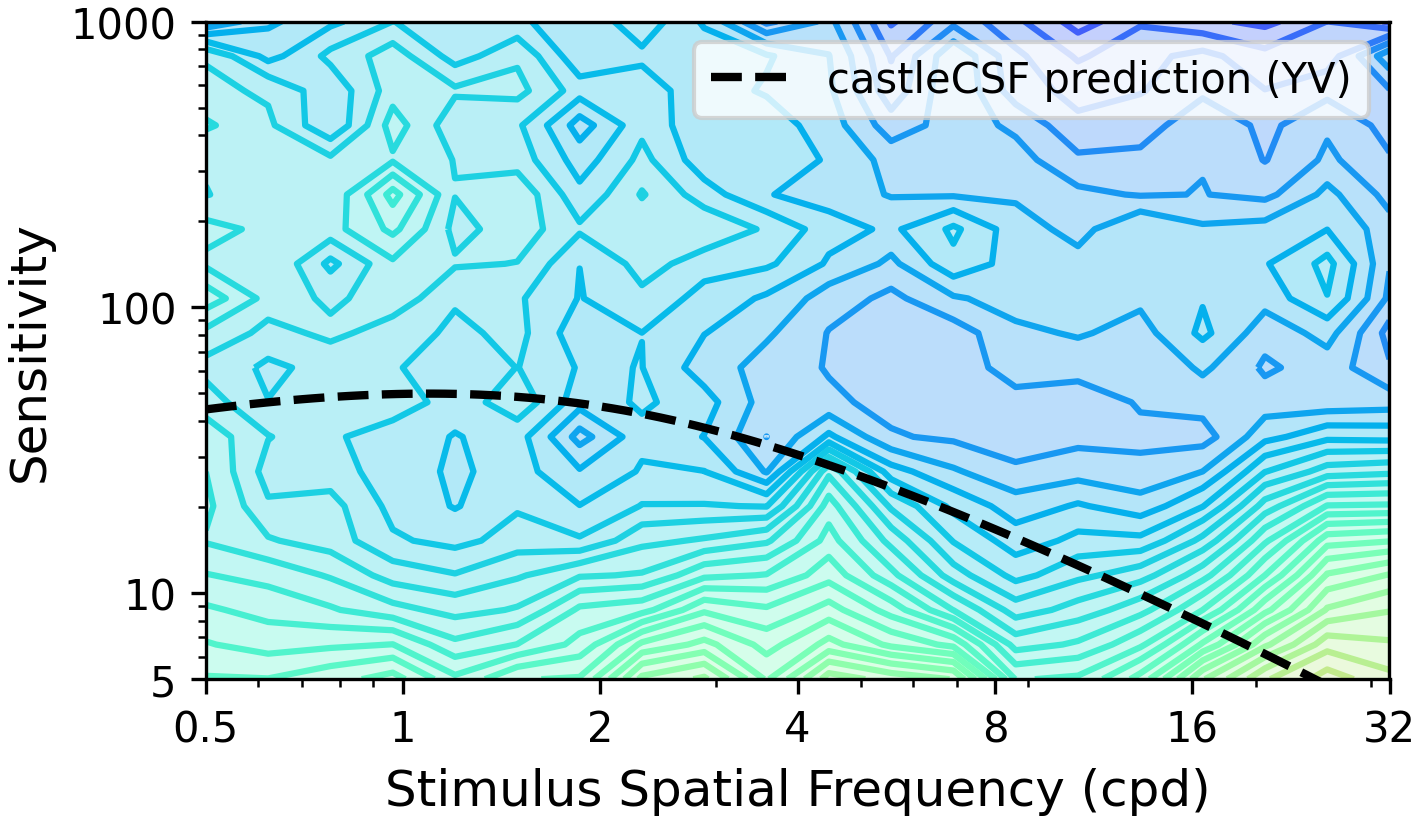 1000
castleCSF prediction (YV)
Sensitivity
100
10
5
0.5 1 2 4 8 16 32
Stimulus Spatial Frequency (cpd)